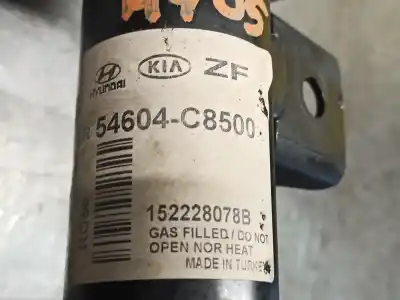 HYUNDAI KIA ZF
54604-C8500
152228078B
GAS FILLED / DO NOT
OPEN NOR HEAT
MADE IN TURKEY